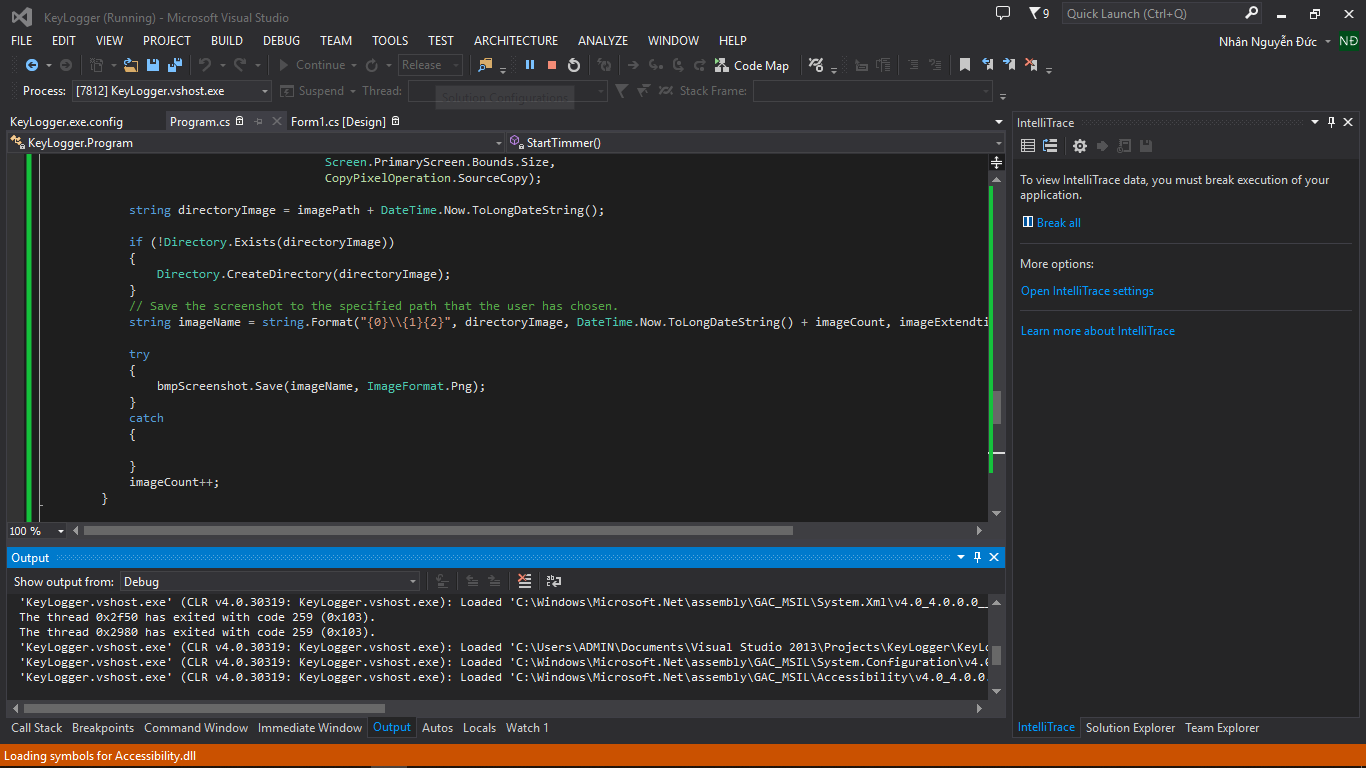 KeyLogger (Running) - Microsoft Visual Studio
9
Quick Launch (Ctrl+Q)
FILE EDIT VIEW PROJECT BUILD DEBUG TEAM TOOLS TEST ARCHITECTURE ANALYZE WINDOW HELP
Nhân Nguyễn Đức NĐ
Continue Release Code Map
Process: [7812] KeyLogger.vshost.exe Suspend Thread: Stack Frame:
Solution Configurations
KeyLogger.exe.config Program.cs Form1.cs [Design]
KeyLogger.Program StartTimmer()
Screen.PrimaryScreen.Bounds.Size,
CopyPixelOperation.SourceCopy);
string directoryImage = imagePath + DateTime.Now.ToLongDateString();
if (!Directory.Exists(directoryImage))
{
Directory.CreateDirectory(directoryImage);
}
// Save the screenshot to the specified path that the user has chosen.
string imageName = string.Format("{0}\\{1}{2}", directoryImage, DateTime.Now.ToLongDateString() + imageCount, imageExtendti
try
{
bmpScreenshot.Save(imageName, ImageFormat.Png);
}
catch
{
}
imageCount++;
}
100 %
IntelliTrace
To view IntelliTrace data, you must break execution of your
application.
Break all
More options:
Open IntelliTrace settings
Learn more about IntelliTrace
Output
Show output from: Debug
'KeyLogger.vshost.exe' (CLR v4.0.30319: KeyLogger.vshost.exe): Loaded 'C:\Windows\Microsoft.Net\assembly\GAC_MSIL\System.Xml\v4.0_4.0.0.0__
The thread 0x2f50 has exited with code 259 (0x103).
The thread 0x2980 has exited with code 259 (0x103).
'KeyLogger.vshost.exe' (CLR v4.0.30319: KeyLogger.vshost.exe): Loaded 'C:\Users\ADMIN\Documents\Visual Studio 2013\Projects\KeyLogger\KeyLo
'KeyLogger.vshost.exe' (CLR v4.0.30319: KeyLogger.vshost.exe): Loaded 'C:\Windows\Microsoft.Net\assembly\GAC_MSIL\System.Configuration\v4.0
'KeyLogger.vshost.exe' (CLR v4.0.30319: KeyLogger.vshost.exe): Loaded 'C:\Windows\Microsoft.Net\assembly\GAC_MSIL\Accessibility\v4.0_4.0.0.
Call Stack Breakpoints Command Window Immediate Window Output Autos Locals Watch 1
IntelliTrace Solution Explorer Team Explorer
Loading symbols for Accessibility.dll